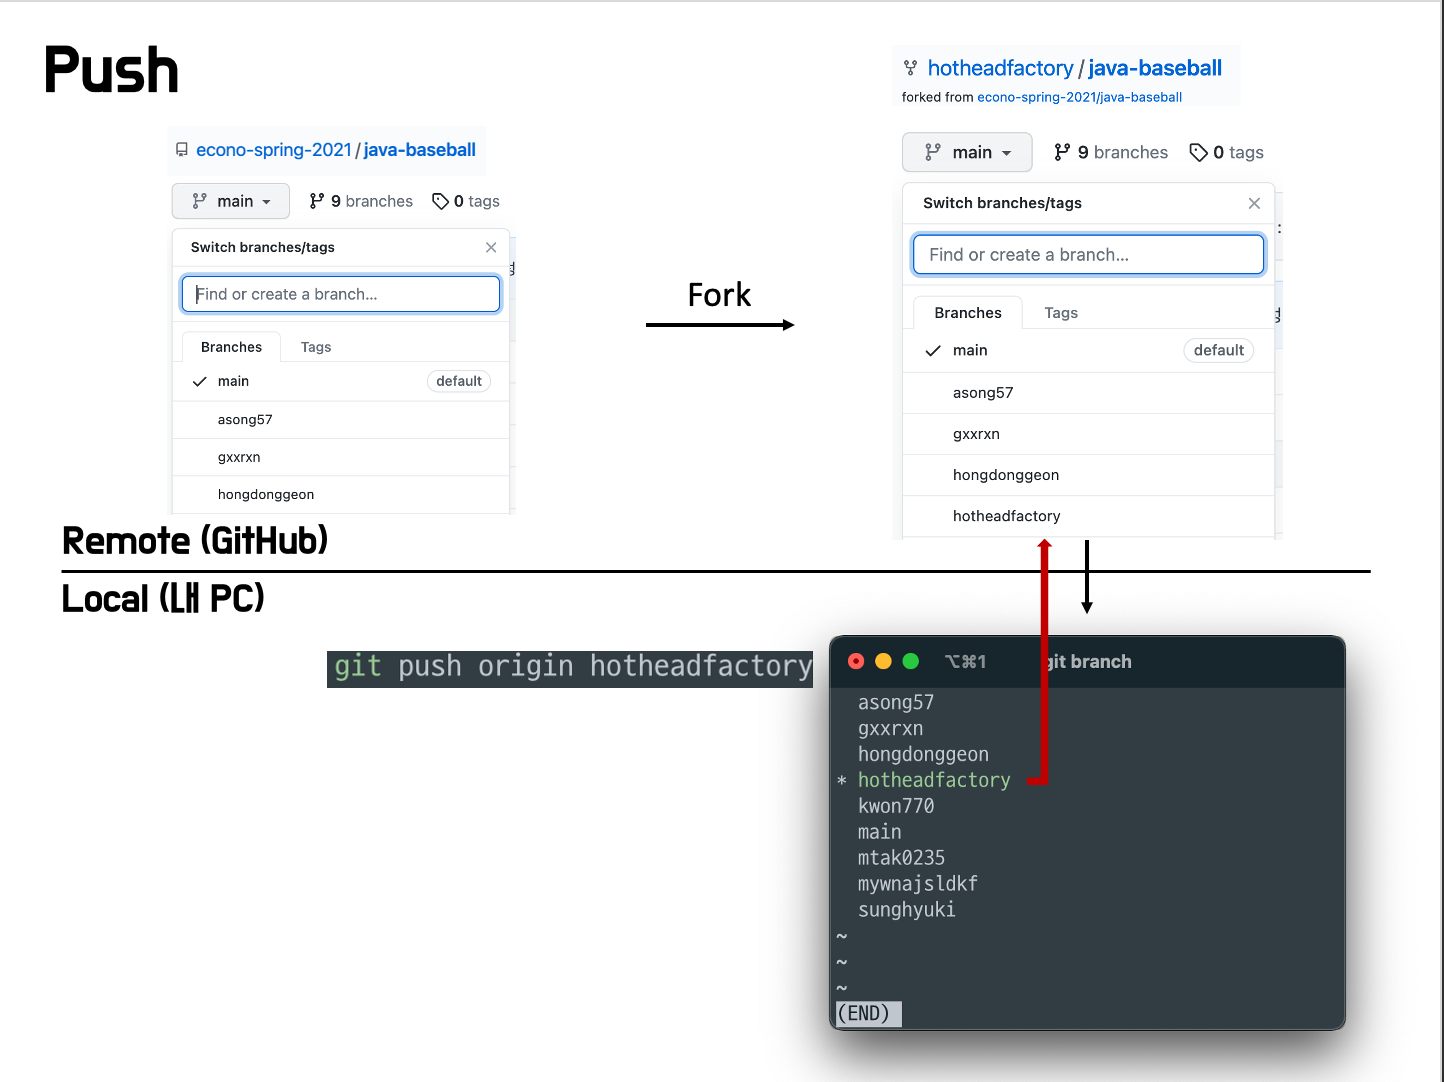 Push
econo-spring-2021/java-baseball
main
9 branches
0 tags
Switch branches/tags
Find or create a branch...
Branches
Tags
main
default
asong57
gxxrxn
hongdonggeon
Fork
hotheadfactory/java-baseball
forked from econo-spring-2021/java-baseball
main
9 branches
0 tags
Switch branches/tags
Find or create a branch...
Branches
Tags
main
default
asong57
gxxrxn
hongdonggeon
hotheadfactory
Remote (GitHub)
Local (내 PC)
git push origin hotheadfactory
⌥⌘1
git branch
asong57
gxxrxn
hongdonggeon
* hotheadfactory
kwon770
main
mtak0235
mywnajsldkf
sunghyuki
~
~
~
(END)